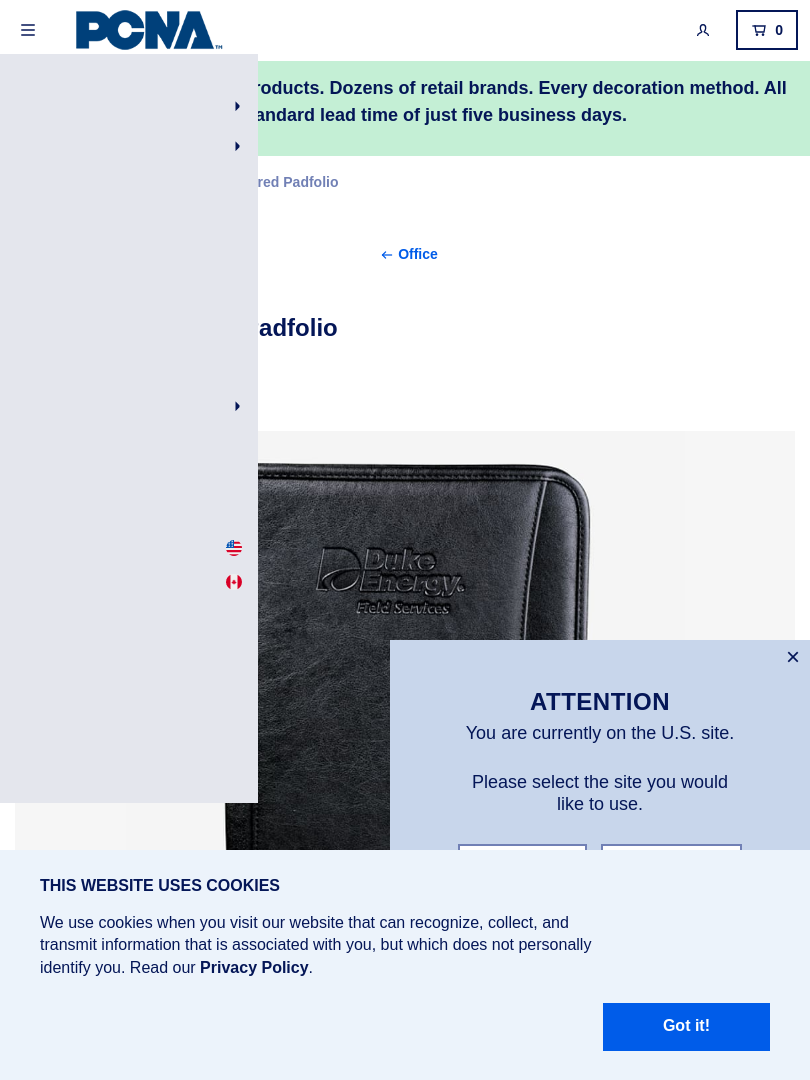 PCNA™
0
roducts. Dozens of retail brands. Every decoration method. All
andard lead time of just five business days.
red Padfolio
← Office
adfolio
Duke
Energy®
Field Services
ATTENTION
You are currently on the U.S. site.
Please select the site you would
like to use.
THIS WEBSITE USES COOKIES
We use cookies when you visit our website that can recognize, collect, and
transmit information that is associated with you, but which does not personally
identify you. Read our Privacy Policy.
Got it!